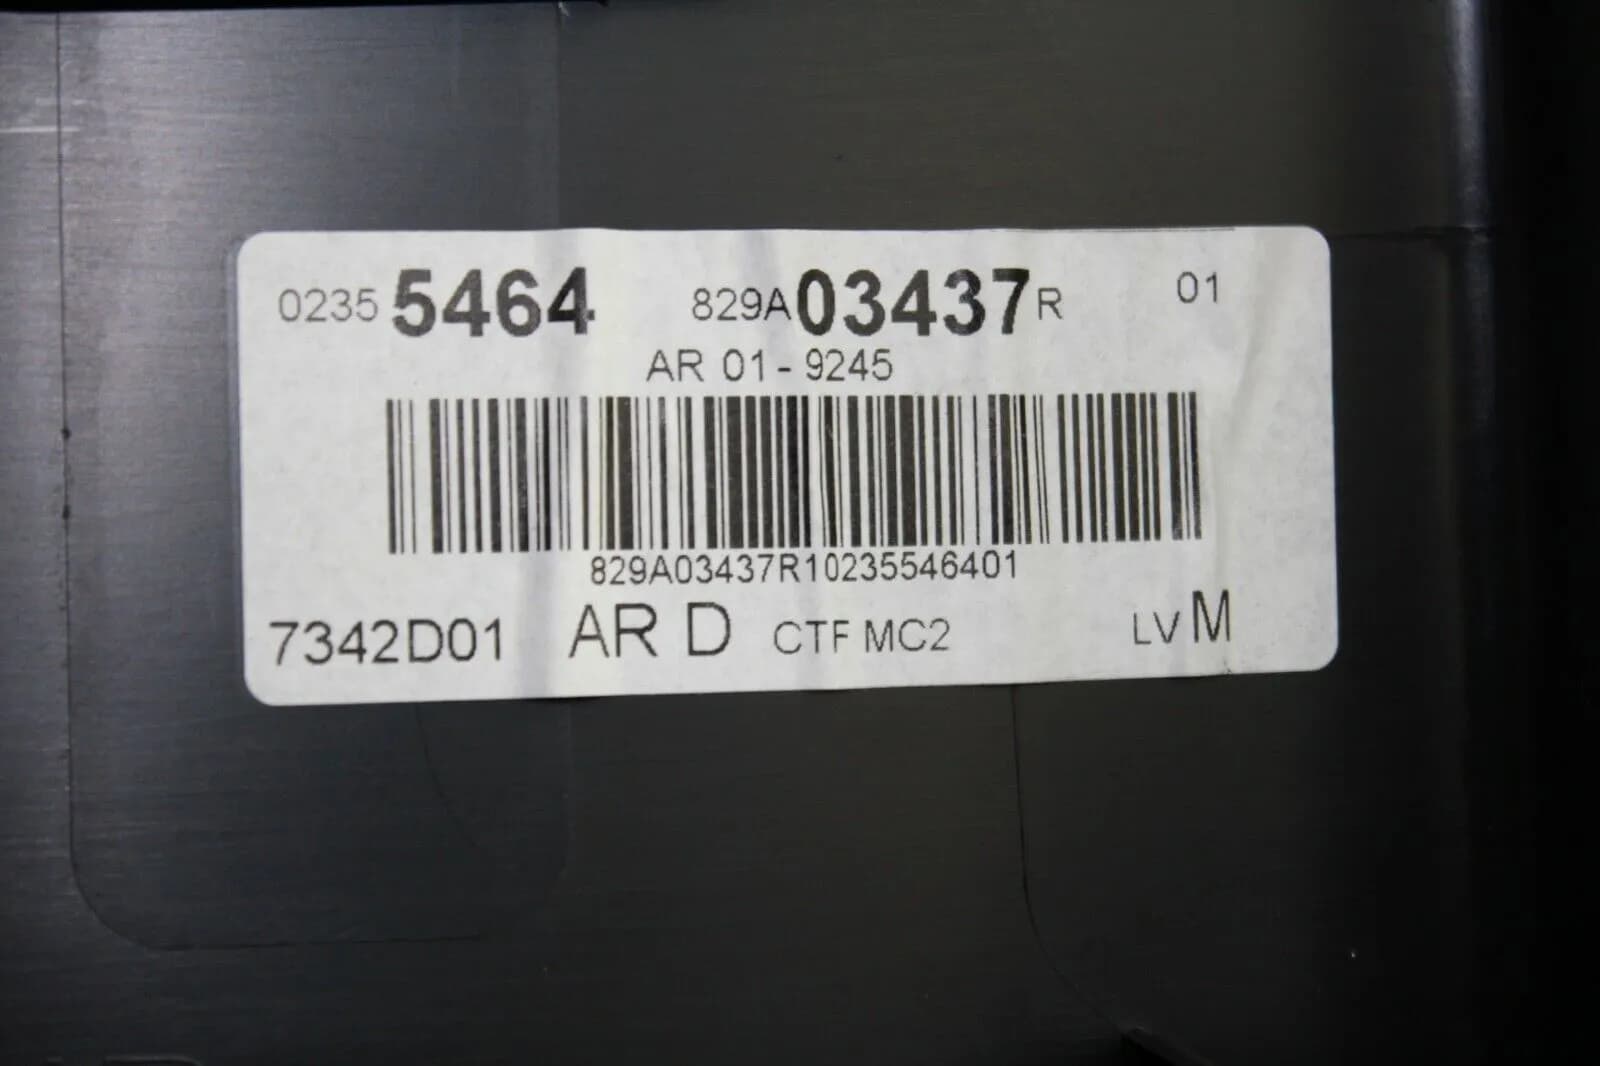 0235 5464 829A 03437 R 01
AR 01 - 9245
829A03437R10235546401
7342D01 AR D CTF MC2 LV M